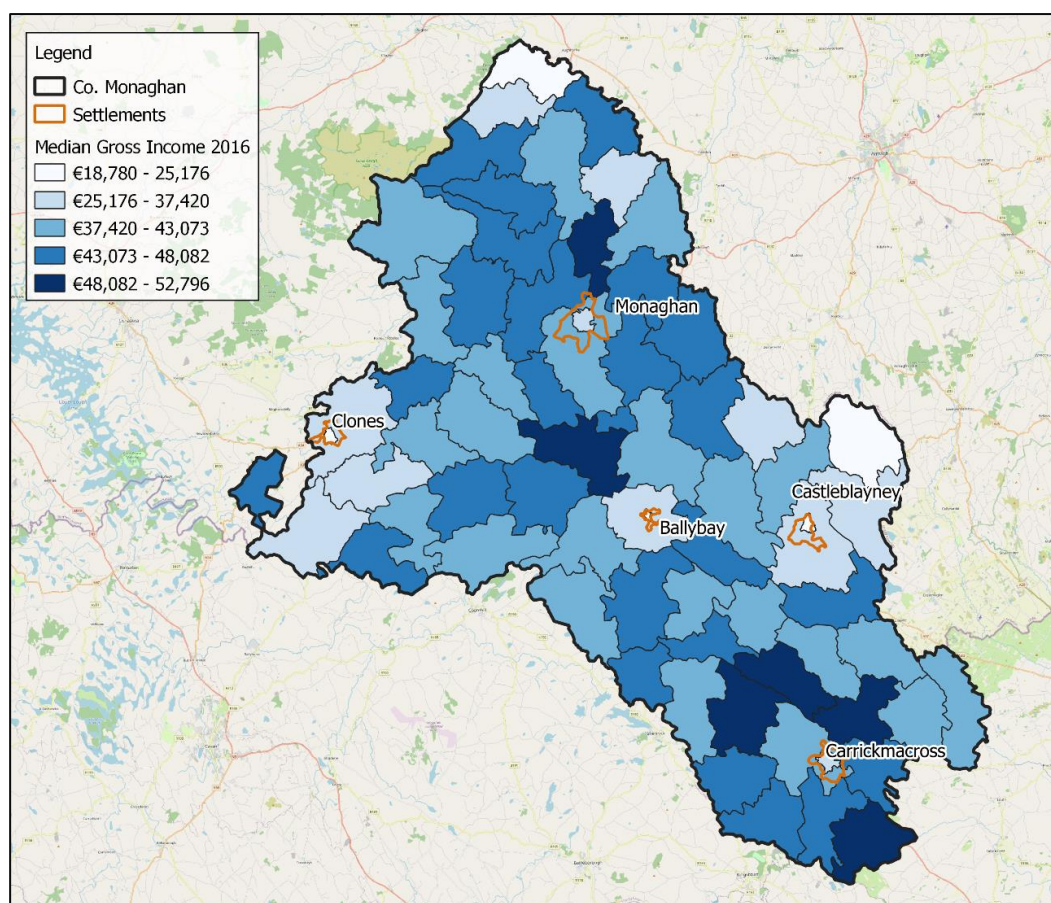 Legend
Co. Monaghan
Settlements
Median Gross Income 2016
€18,780 - 25,176
€25,176 - 37,420
€37,420 - 43,073
€43,073 - 48,082
€48,082 - 52,796
Monaghan
Clones
Castleblayney
Ballybay
Carrickmacross